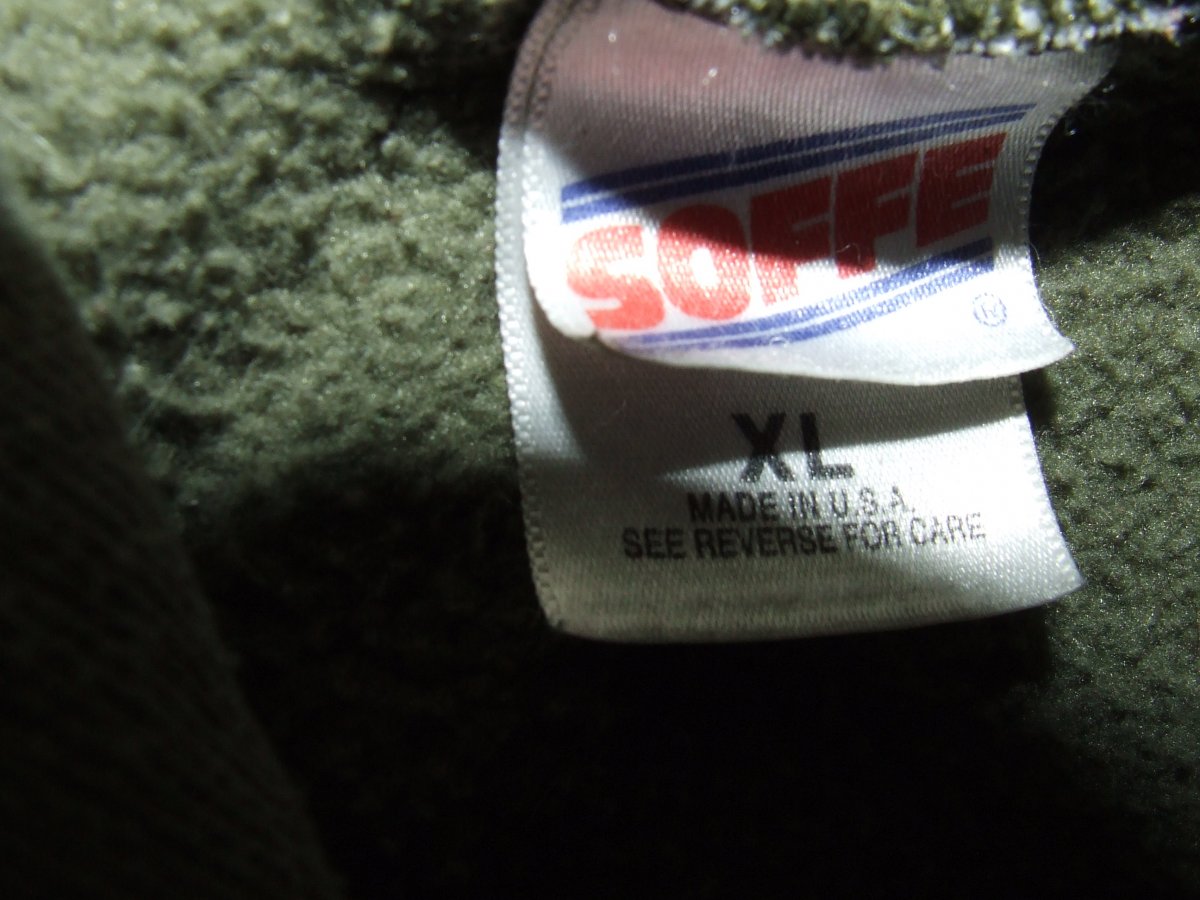 SOFFE
®
XL
MADE IN U.S.A.
SEE REVERSE FOR CARE